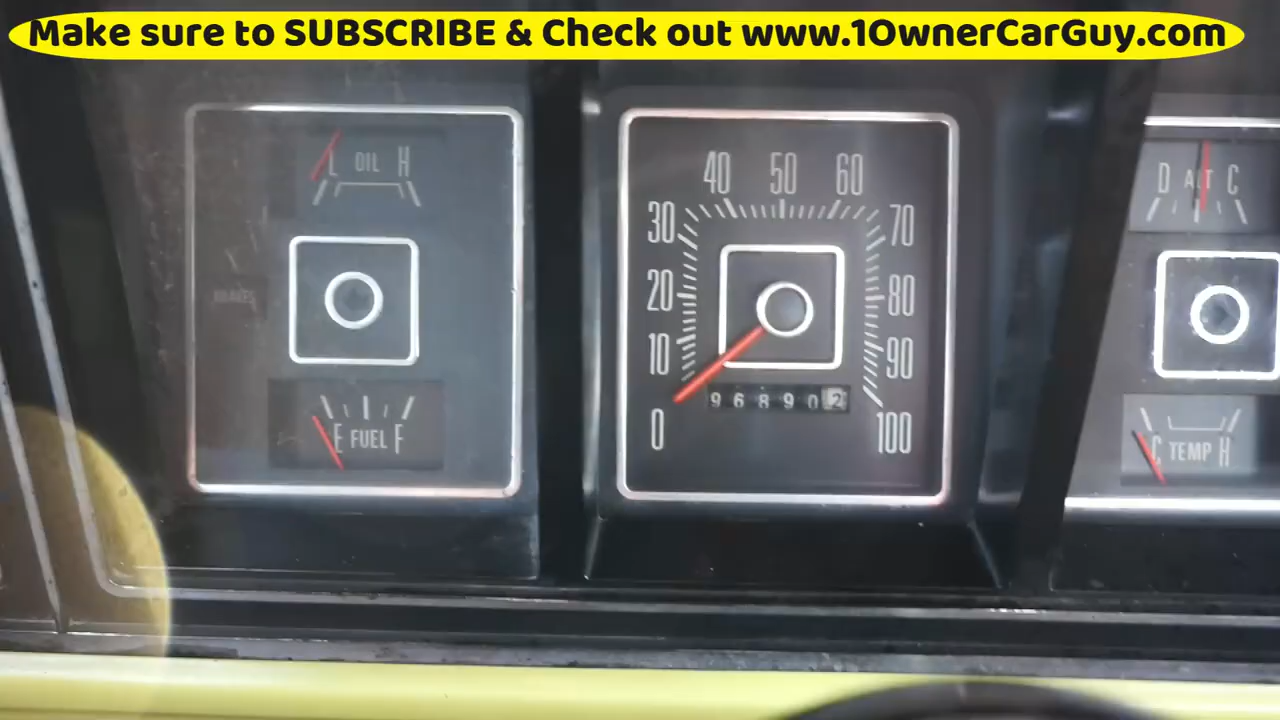 Make sure to SUBSCRIBE & Check out www.1OwnerCarGuy.com
L OIL H
BRAKES
E FUEL F
0 10 20 30 40 50 60 70 80 90 100
968902
D ALT C
C TEMP H